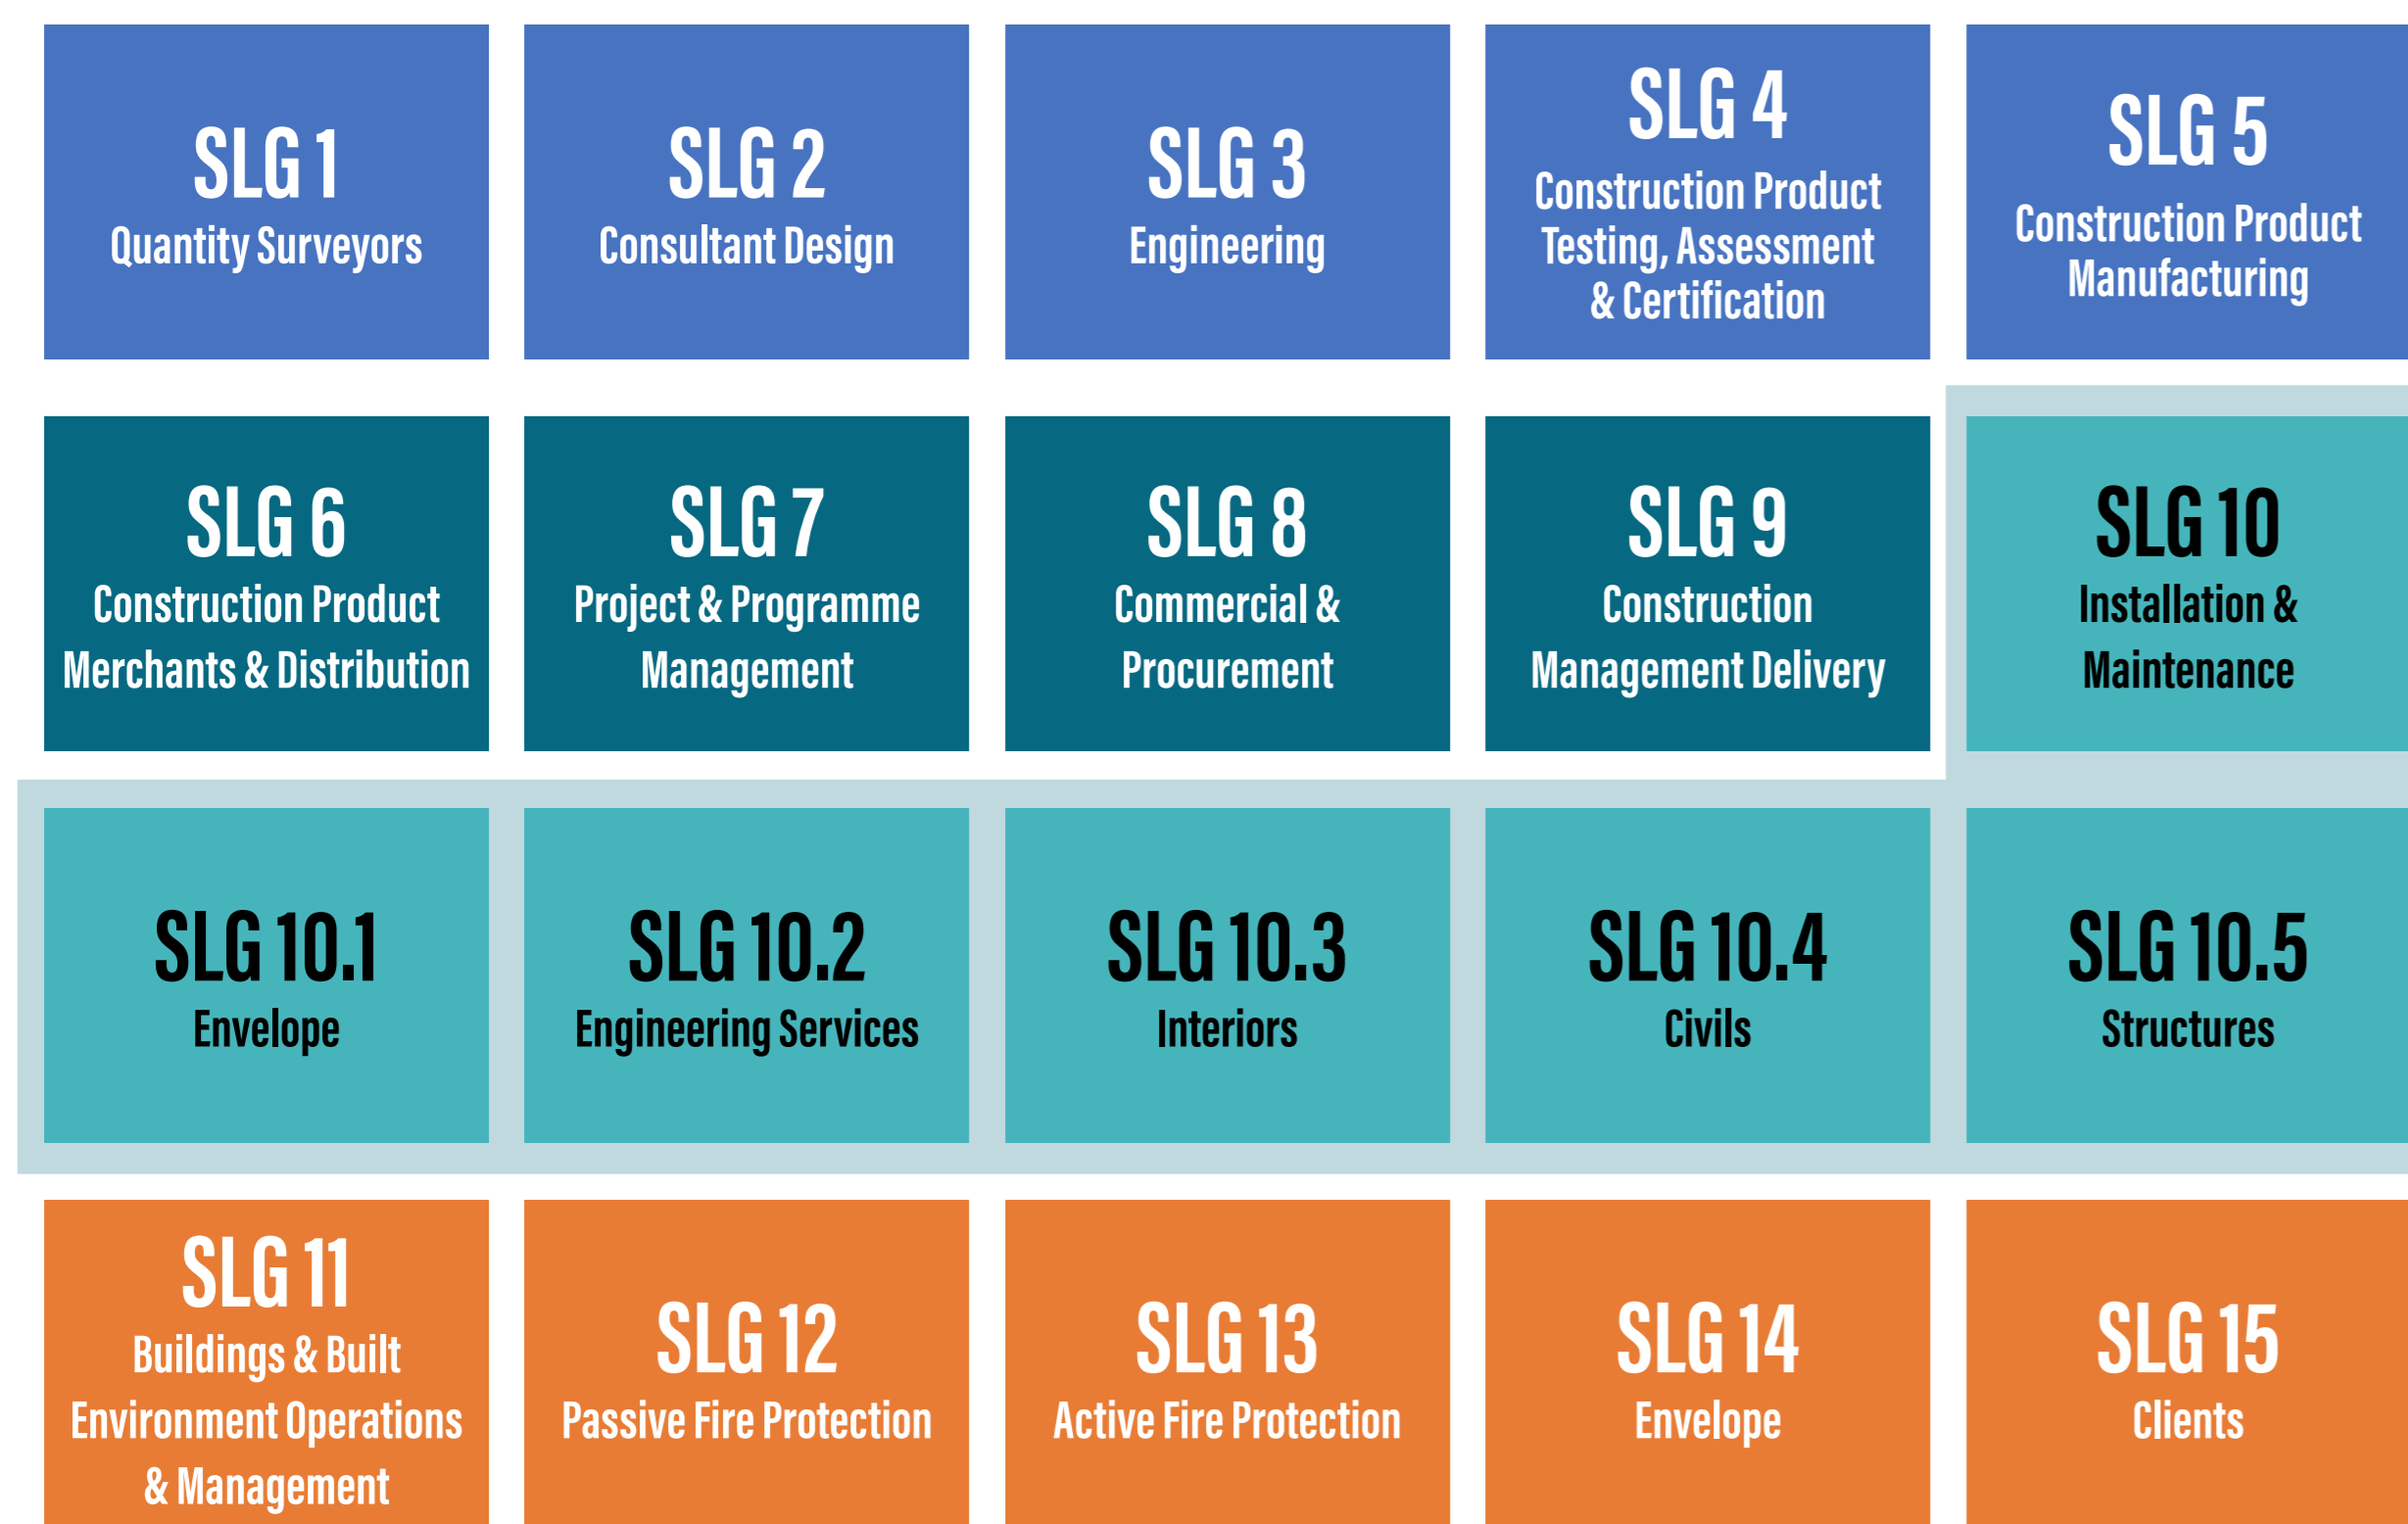 SLG 1
Quantity Surveyors
SLG 2
Consultant Design
SLG 3
Engineering
SLG 4
Construction Product
Testing, Assessment
& Certification
SLG 5
Construction Product
Manufacturing
SLG 6
Construction Product
Merchants & Distribution
SLG 7
Project & Programme
Management
SLG 8
Commercial &
Procurement
SLG 9
Construction
Management Delivery
SLG 10
Installation &
Maintenance
SLG 10.1
Envelope
SLG 10.2
Engineering Services
SLG 10.3
Interiors
SLG 10.4
Civils
SLG 10.5
Structures
SLG 11
Buildings & Built
Environment Operations
& Management
SLG 12
Passive Fire Protection
SLG 13
Active Fire Protection
SLG 14
Envelope
SLG 15
Clients